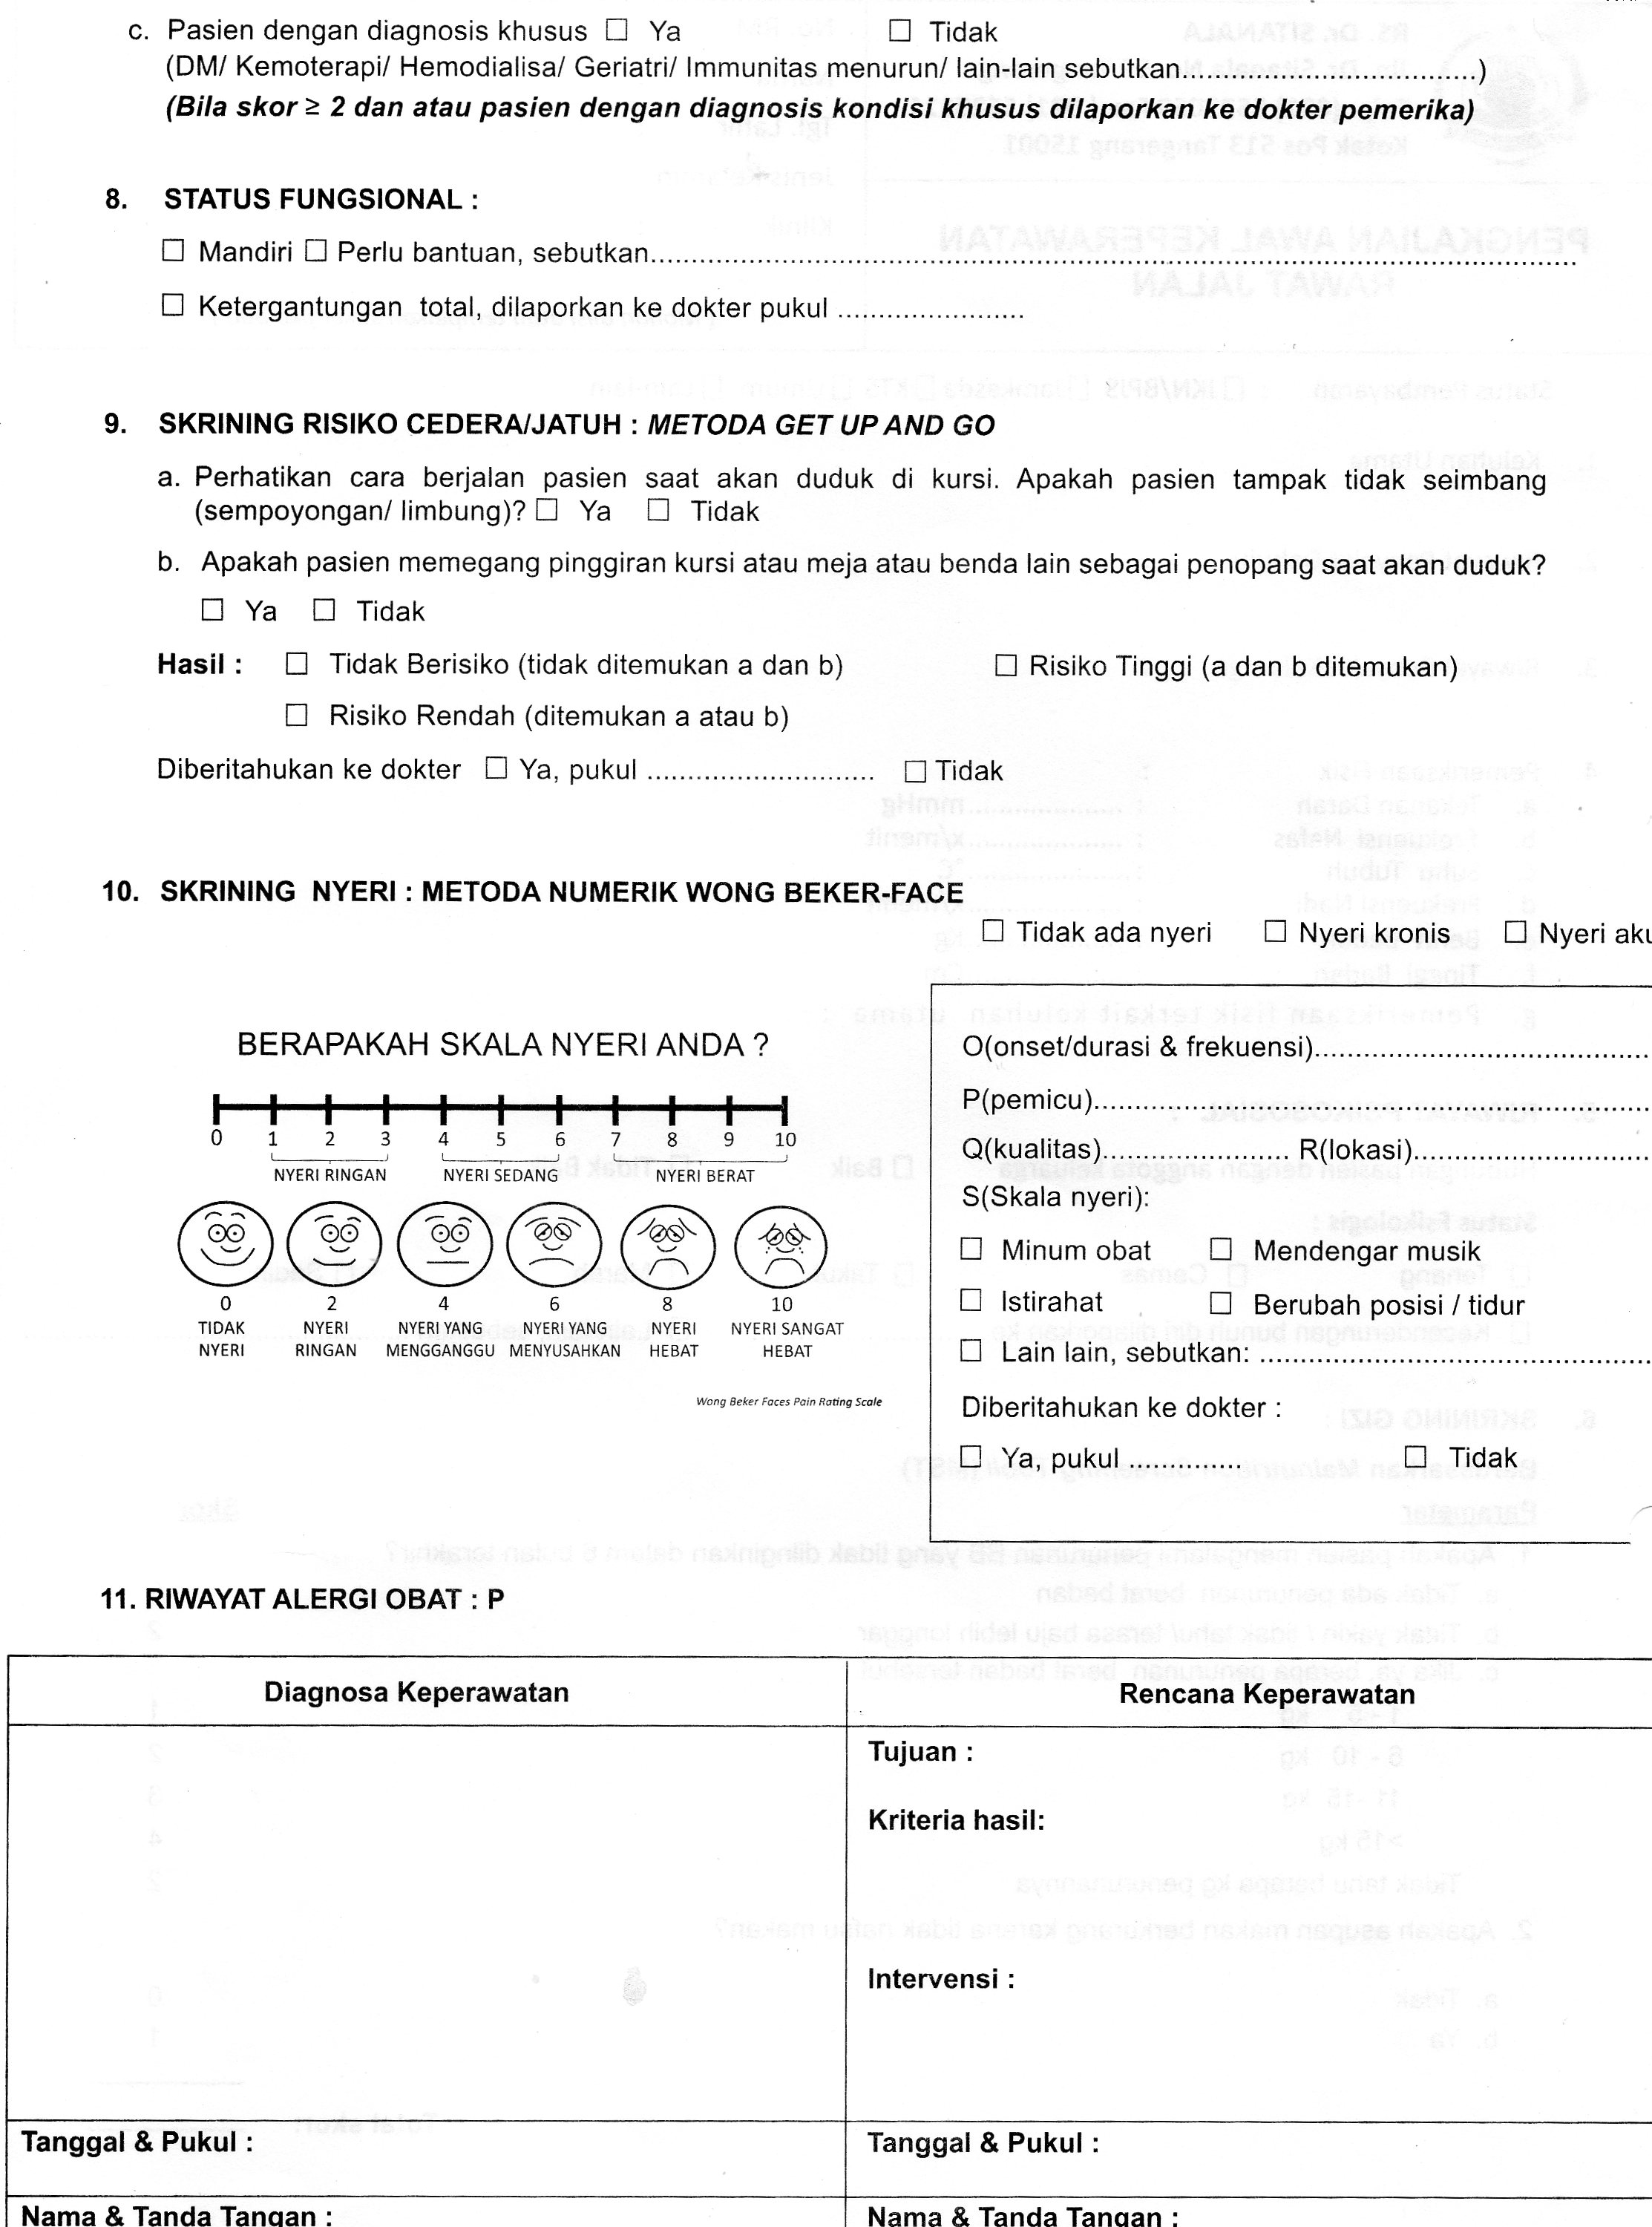 c. Pasien dengan diagnosis khusus ☐ Ya ☐ Tidak
(DM/ Kemoterapi/ Hemodialisa/ Geriatri/ Immunitas menurun/ lain-lain sebutkan....................................)
(Bila skor ≥ 2 dan atau pasien dengan diagnosis kondisi khusus dilaporkan ke dokter pemerika)
8. STATUS FUNGSIONAL :
☐ Mandiri ☐ Perlu bantuan, sebutkan....................................................................................
☐ Ketergantungan total, dilaporkan ke dokter pukul .......................
9. SKRINING RISIKO CEDERA/JATUH : METODA GET UP AND GO
a. Perhatikan cara berjalan pasien saat akan duduk di kursi. Apakah pasien tampak tidak seimbang
(sempoyongan/ limbung)? ☐ Ya ☐ Tidak
b. Apakah pasien memegang pinggiran kursi atau meja atau benda lain sebagai penopang saat akan duduk?
☐ Ya ☐ Tidak
Hasil : ☐ Tidak Berisiko (tidak ditemukan a dan b) ☐ Risiko Tinggi (a dan b ditemukan)
☐ Risiko Rendah (ditemukan a atau b)
Diberitahukan ke dokter ☐ Ya, pukul ............................ ☐ Tidak
10. SKRINING NYERI : METODA NUMERIK WONG BEKER-FACE
☐ Tidak ada nyeri ☐ Nyeri kronis ☐ Nyeri aku
BERAPAKAH SKALA NYERI ANDA ?
0 1 2 3 4 5 6 7 8 9 10
NYERI RINGAN NYERI SEDANG NYERI BERAT
0 2 4 6 8 10
TIDAK NYERI NYERI YANG NYERI YANG NYERI NYERI SANGAT
NYERI RINGAN MENGGANGGU MENYUSAHKAN HEBAT HEBAT
Wong Beker Faces Pain Rating Scale
O(onset/durasi & frekuensi).........................................
P(pemicu)....................................................................
Q(kualitas)....................... R(lokasi).............................
S(Skala nyeri):
☐ Minum obat ☐ Mendengar musik
☐ Istirahat ☐ Berubah posisi / tidur
☐ Lain lain, sebutkan: ................................................
Diberitahukan ke dokter :
☐ Ya, pukul .............. ☐ Tidak
11. RIWAYAT ALERGI OBAT : P
Diagnosa Keperawatan Rencana Keperawatan
Tujuan :
Kriteria hasil:
Intervensi :
Tanggal & Pukul : Tanggal & Pukul :
Nama & Tanda Tangan : Nama & Tanda Tangan :